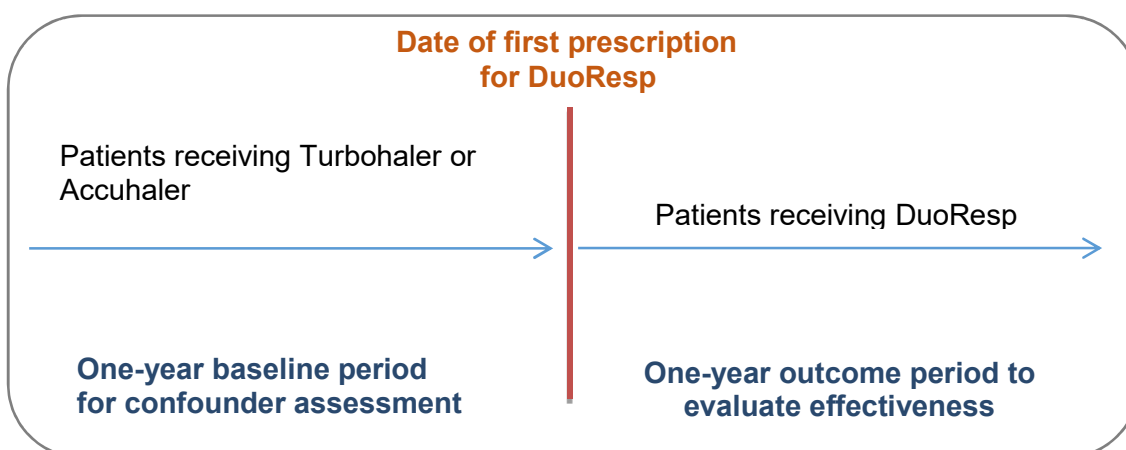 Date of first prescription
for DuoResp
Patients receiving Turbohaler or
Accuhaler
Patients receiving DuoResp
One-year baseline period
for confounder assessment
One-year outcome period to
evaluate effectiveness